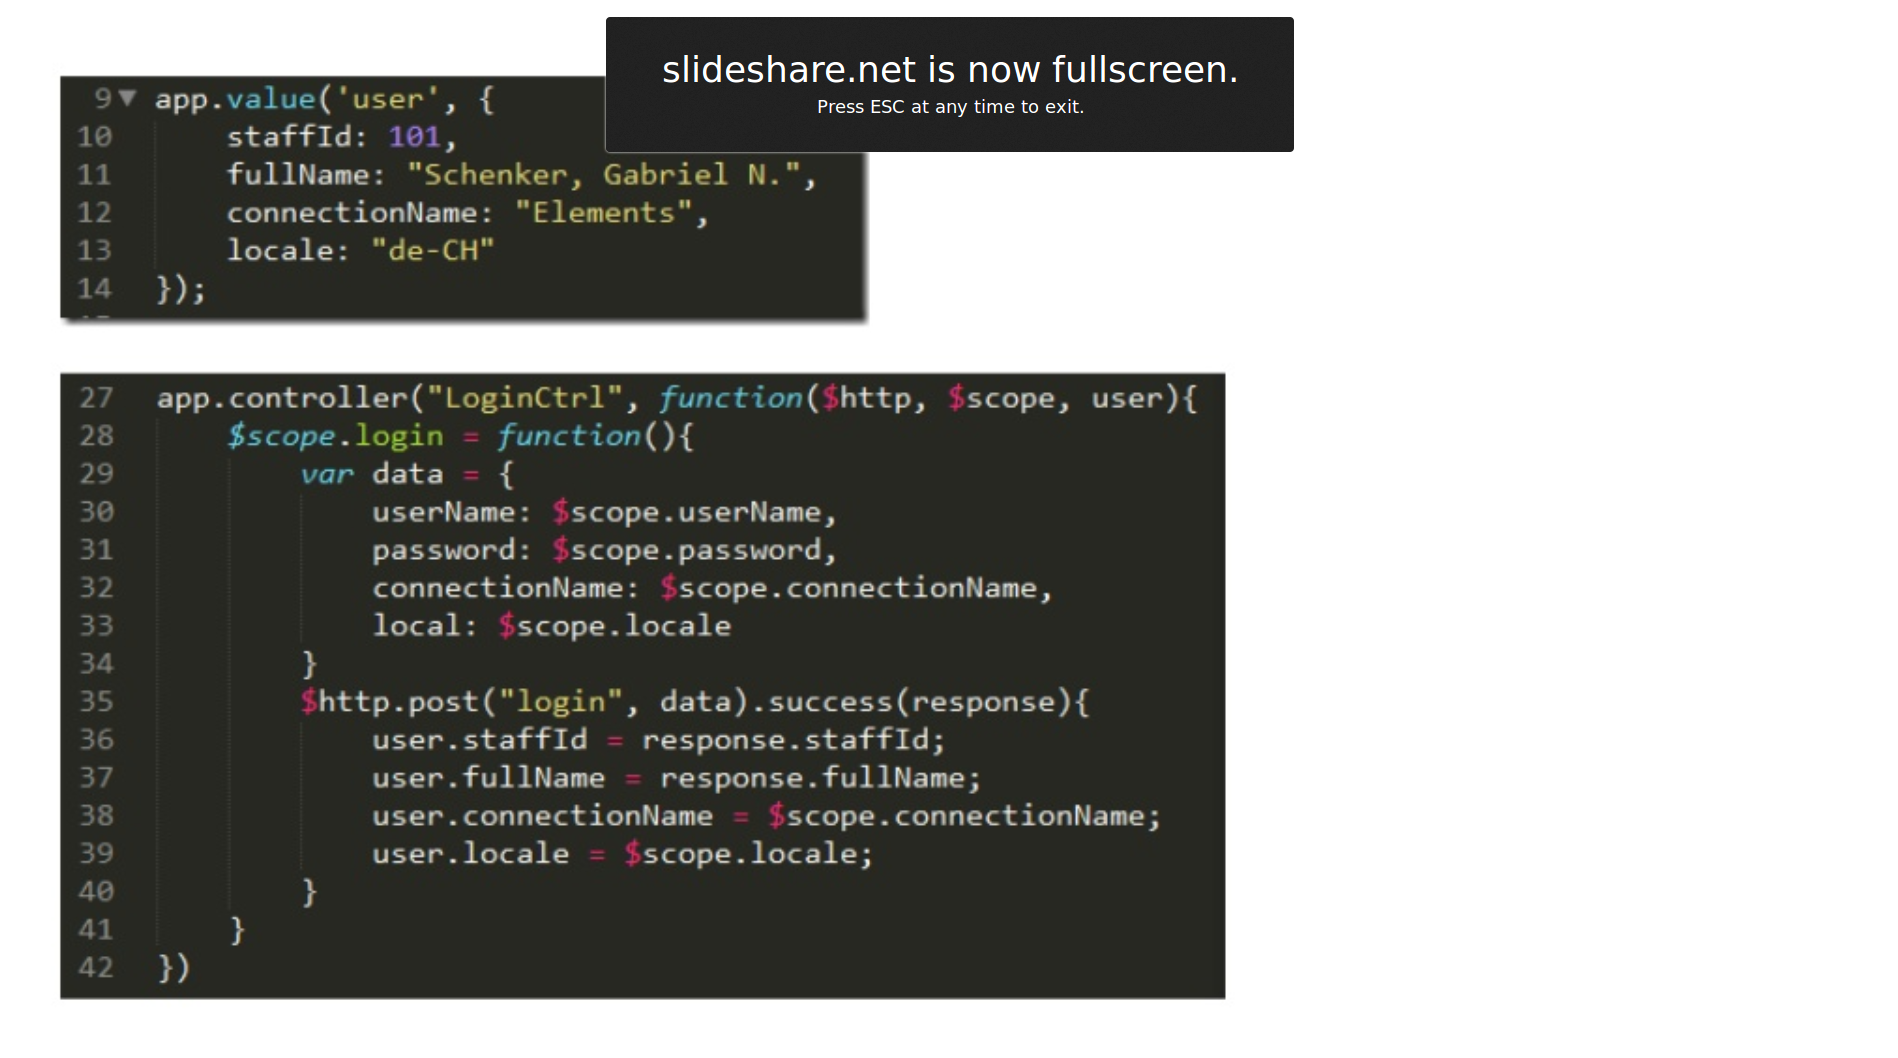 slideshare.net is now fullscreen.
Press ESC at any time to exit.
9 app.value('user', {
10 staffId: 101,
11 fullName: "Schenker, Gabriel N.",
12 connectionName: "Elements",
13 locale: "de-CH"
14 });
27 app.controller("LoginCtrl", function($http, $scope, user){
28 $scope.login = function(){
29 var data = {
30 userName: $scope.userName,
31 password: $scope.password,
32 connectionName: $scope.connectionName,
33 local: $scope.locale
34 }
35 $http.post("login", data).success(response){
36 user.staffId = response.staffId;
37 user.fullName = response.fullName;
38 user.connectionName = $scope.connectionName;
39 user.locale = $scope.locale;
40 }
41 }
42 })